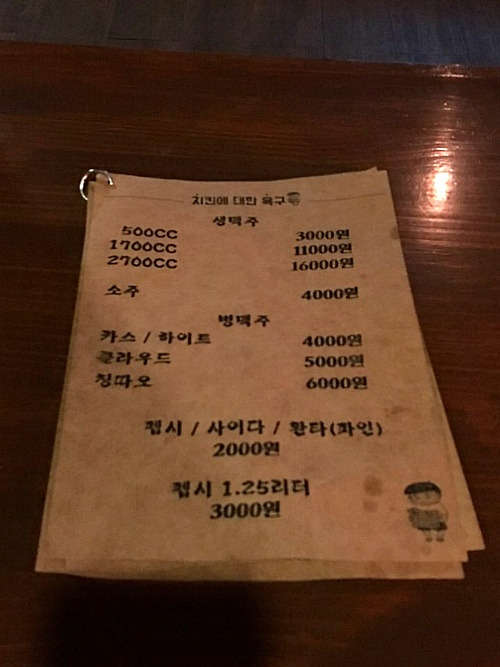 치킨에 대한 욕구
생맥주
500CC 3000원
1700CC 11000원
2700CC 16000원
소주 4000원
병맥주
카스 / 하이트 4000원
클라우드 5000원
칭따오 6000원
펩시 / 사이다 / 환타(파인)
2000원
펩시 1.25리터
3000원